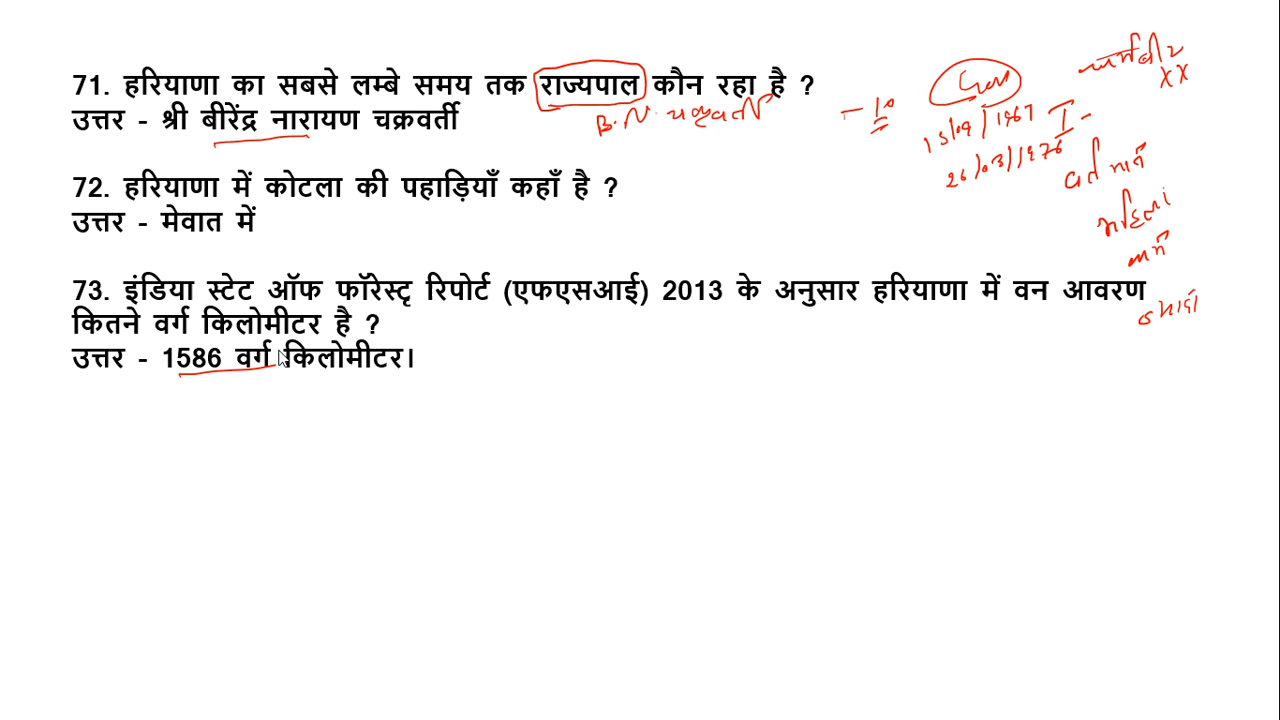 71. हरियाणा का सबसे लम्बे समय तक राज्यपाल कौन रहा है ?
उत्तर - श्री बीरेंद्र नारायण चक्रवर्ती
B.N. चक्रवर्ती
- 10
15/09/1967 I -
26/03/1976
72. हरियाणा में कोटला की पहाड़ियाँ कहाँ है ?
उत्तर - मेवात में
73. इंडिया स्टेट ऑफ फॉरेस्ट् रिपोर्ट (एफएसआई) 2013 के अनुसार हरियाणा में वन आवरण
कितने वर्ग किलोमीटर है ?
उत्तर - 1586 वर्ग किलोमीटर।